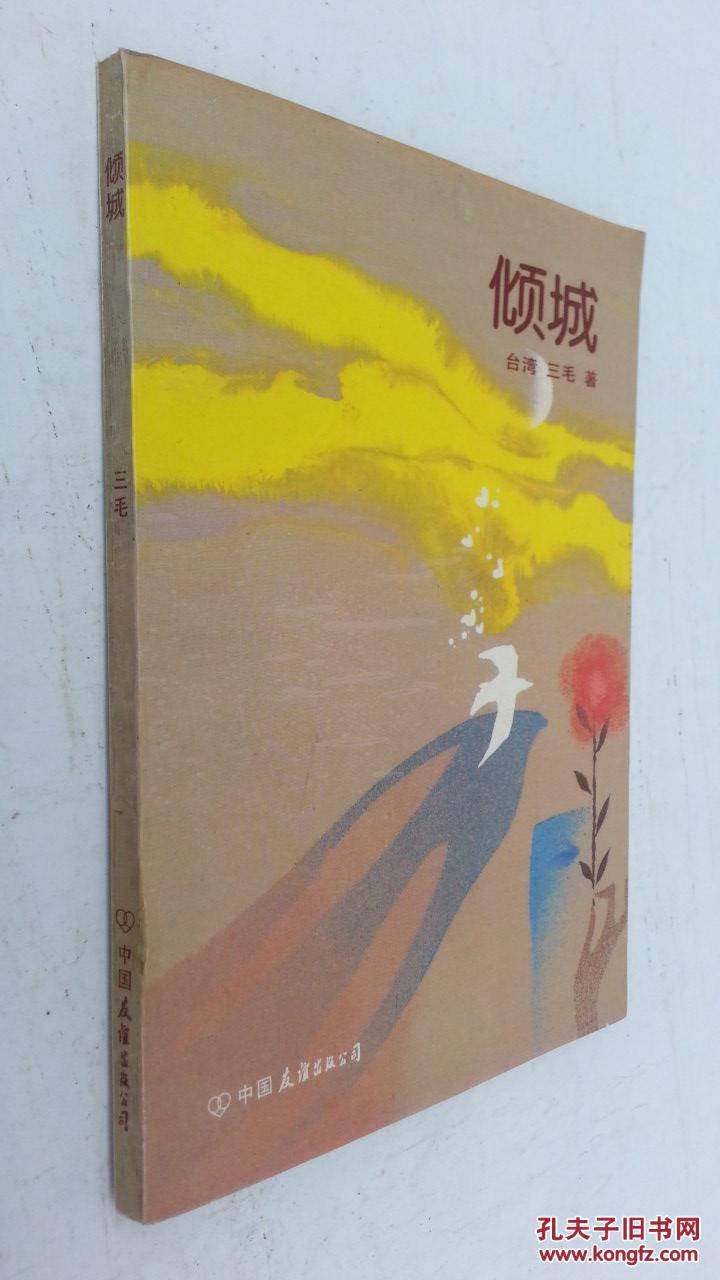 倾城
三毛
中国友谊出版公司
倾城
台湾 三毛 著
中国友谊出版公司
孔夫子旧书网
www.kongfz.com